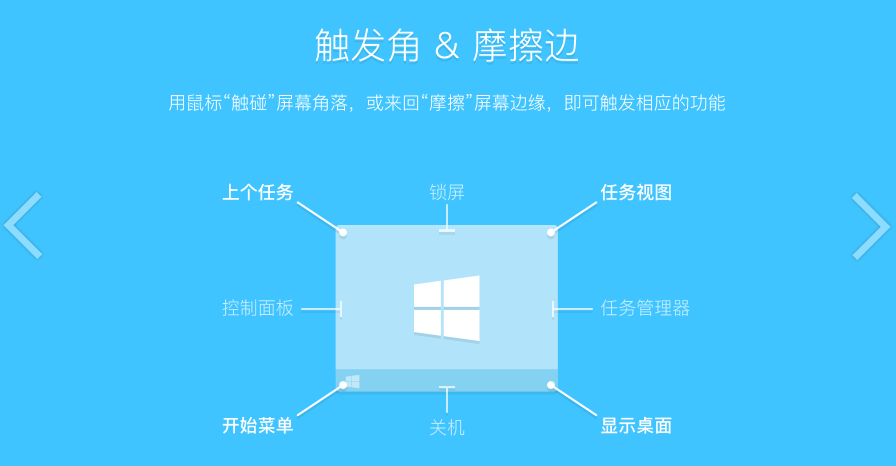 触发角 & 摩擦边
用鼠标“触碰”屏幕角落，或来回“摩擦”屏幕边缘，即可触发相应的功能
上个任务
锁屏
任务视图
控制面板
任务管理器
开始菜单
关机
显示桌面